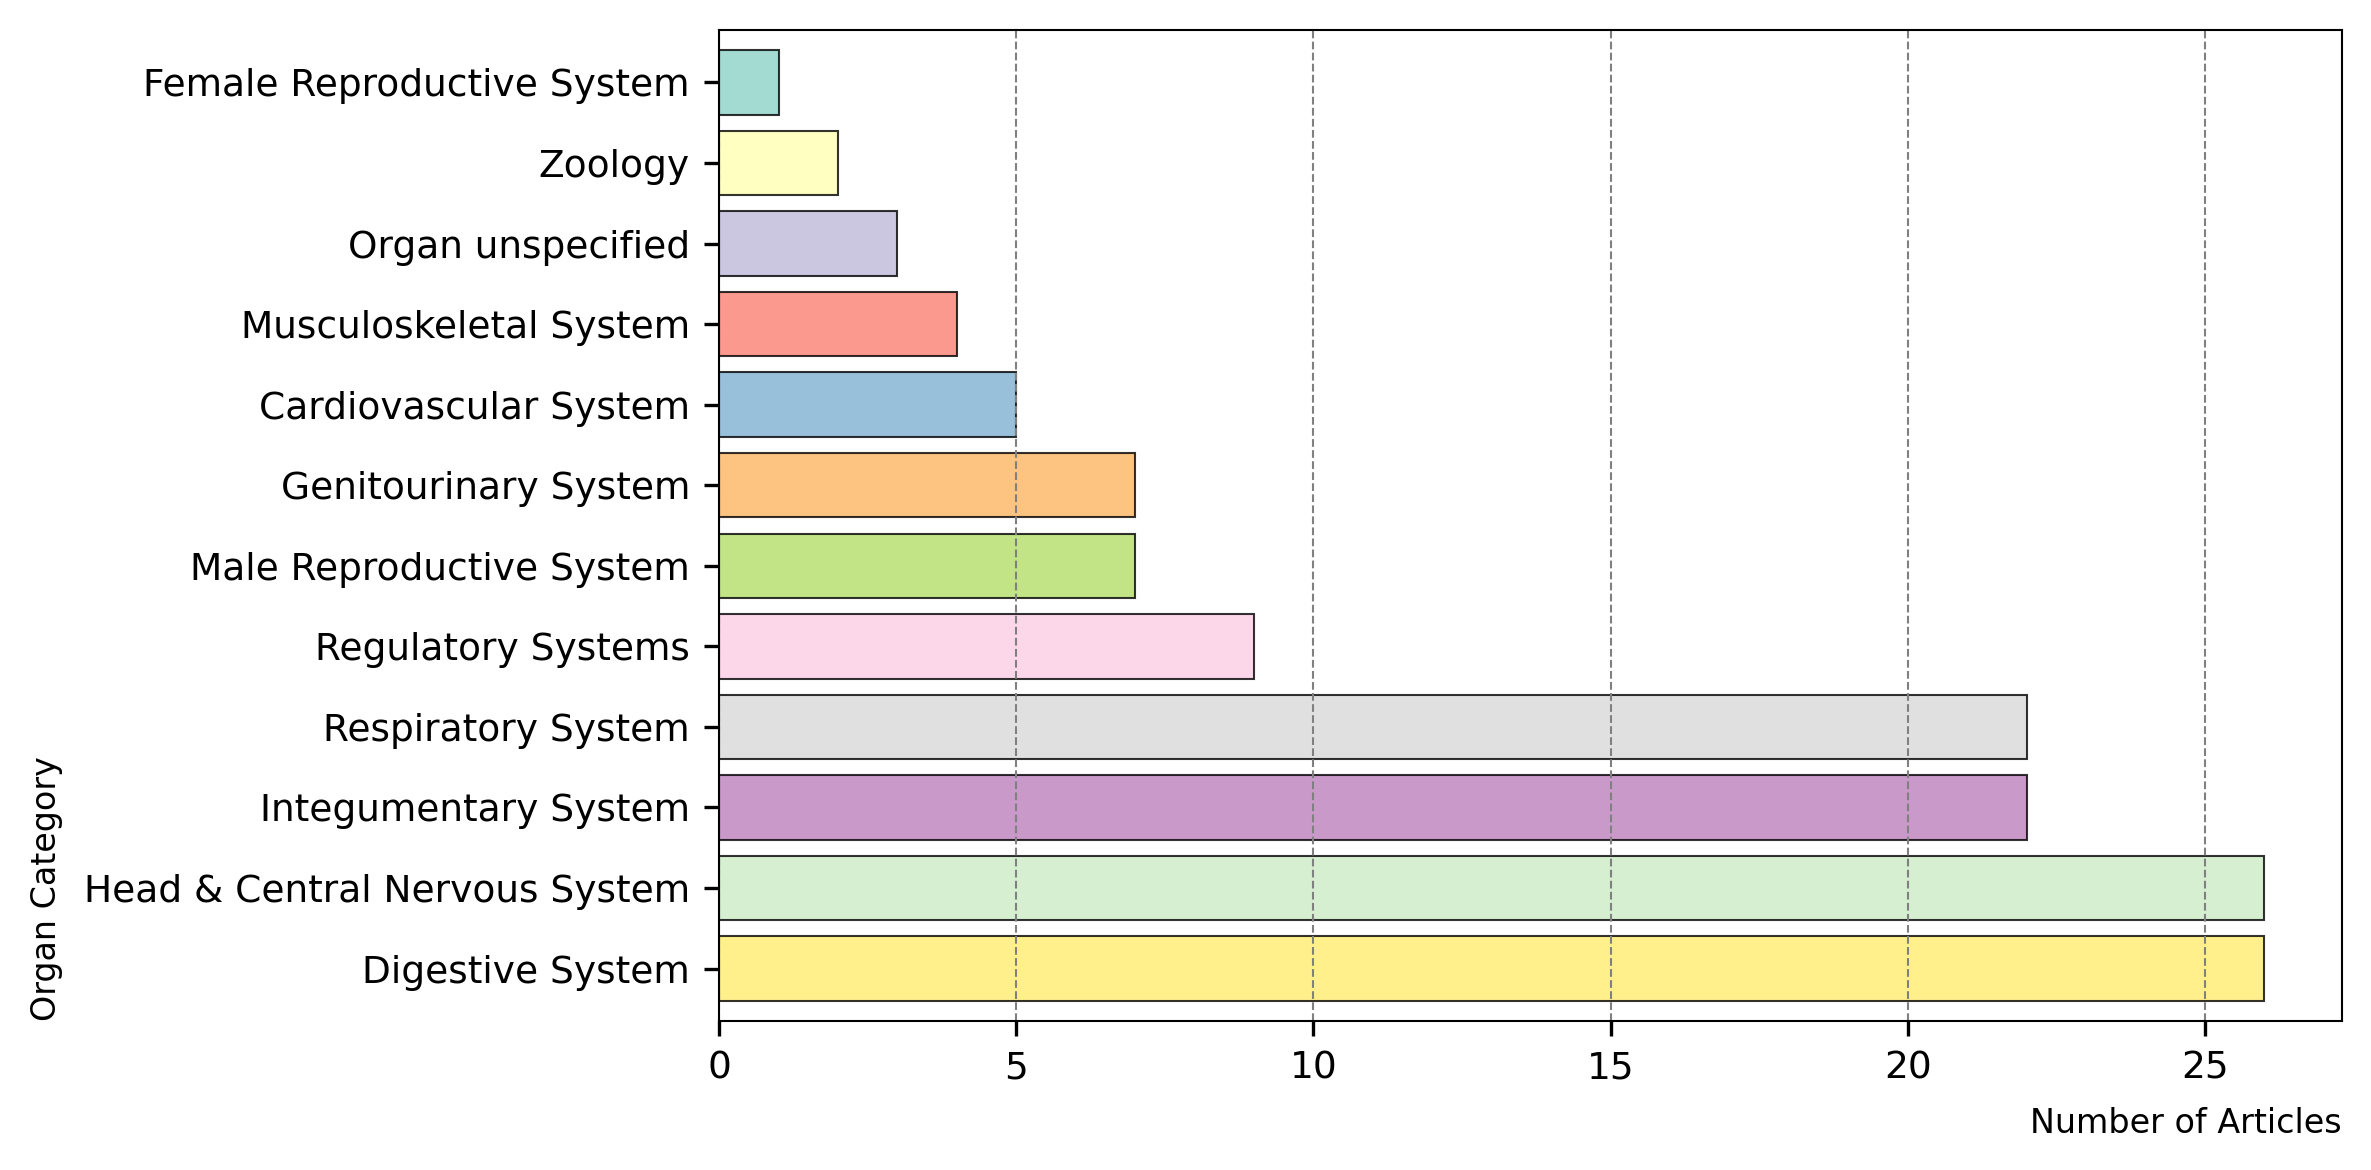 Female Reproductive System
Zoology
Organ unspecified
Musculoskeletal System
Cardiovascular System
Genitourinary System
Male Reproductive System
Regulatory Systems
Respiratory System
Integumentary System
Head & Central Nervous System
Digestive System
Organ Category
0 5 10 15 20 25
Number of Articles